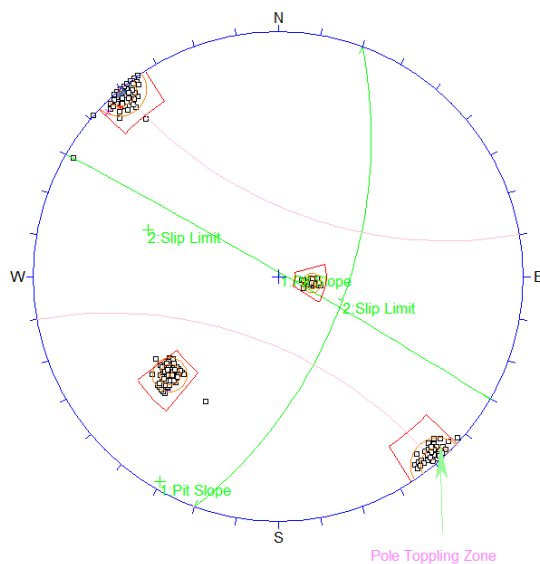 N
2:Slip Limit
W
E
1:Pit Slope
2:Slip Limit
1:Pit Slope
S
Pole Toppling Zone